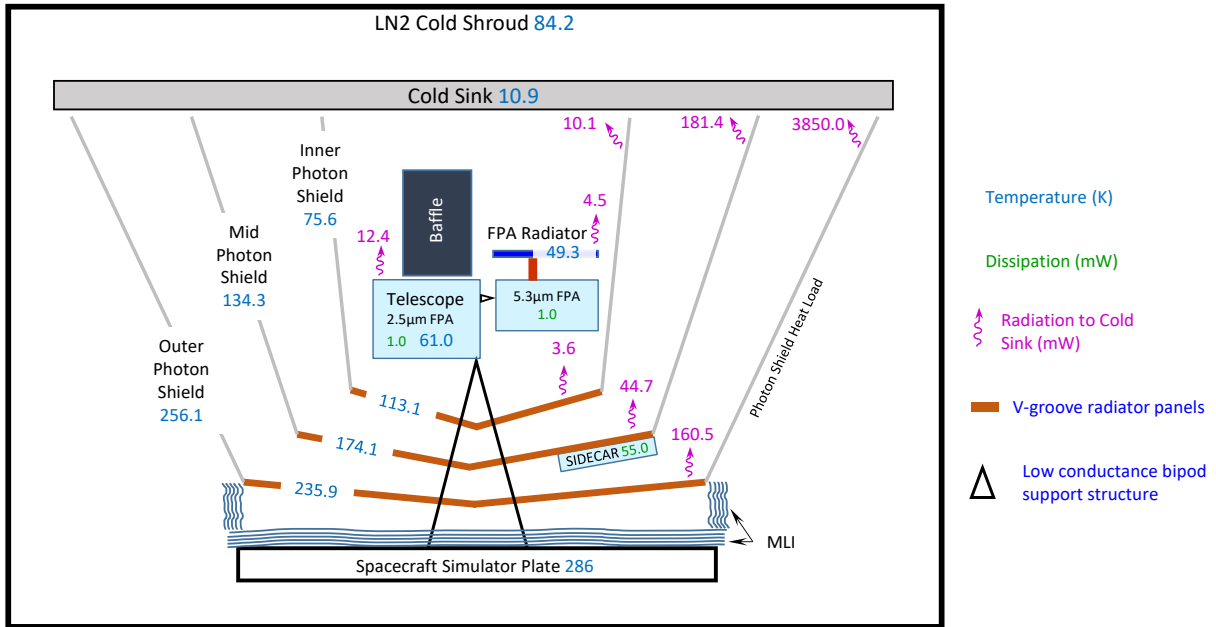 LN2 Cold Shroud 84.2
Cold Sink 10.9
10.1
181.4
3850.0
Inner
Photon
Shield
75.6
Mid
Photon
Shield
134.3
Outer
Photon
Shield
256.1
12.4
Baffle
4.5
FPA Radiator
49.3
Telescope
2.5µm FPA
1.0 61.0
5.3µm FPA
1.0
3.6
44.7
160.5
113.1
174.1
235.9
SIDECAR 55.0
Photon Shield Heat Load
MLI
Spacecraft Simulator Plate 286
Temperature (K)
Dissipation (mW)
Radiation to Cold
Sink (mW)
V-groove radiator panels
Low conductance bipod
support structure